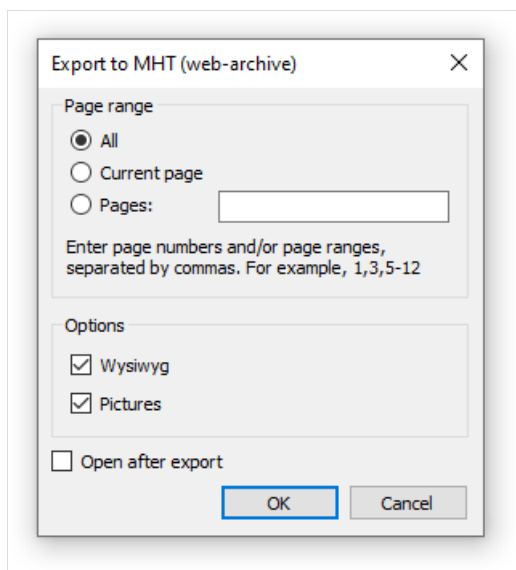 Export to MHT (web-archive)
Page range
All
Current page
Pages:
Enter page numbers and/or page ranges,
separated by commas. For example, 1,3,5-12
Options
Wysiwyg
Pictures
Open after export
OK Cancel